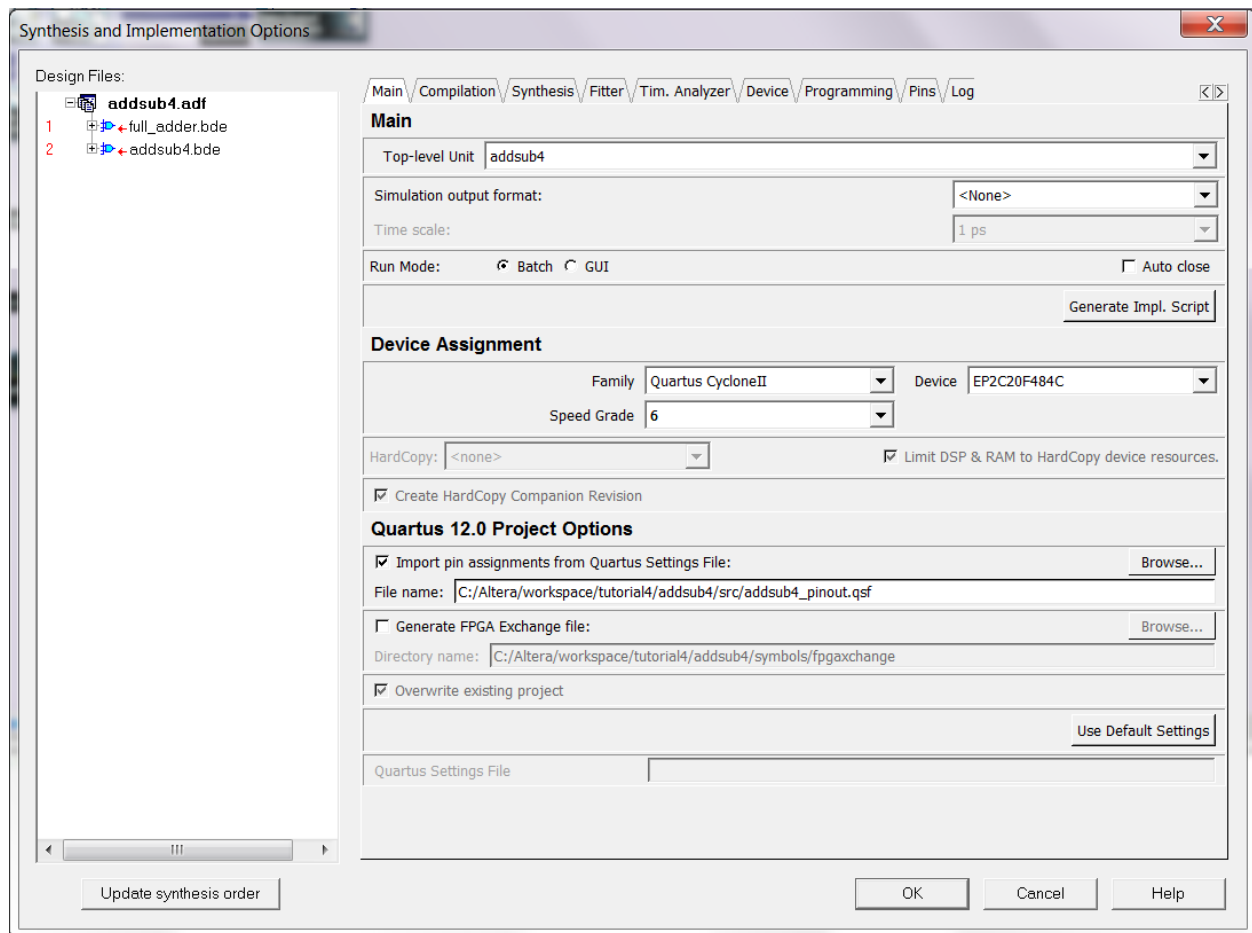 Synthesis and Implementation Options
X
Design Files:
addsub4.adf
1 full_adder.bde
2 addsub4.bde
Main Compilation Synthesis Fitter Tim. Analyzer Device Programming Pins Log
Main
Top-level Unit addsub4
Simulation output format: <None>
Time scale: 1 ps
Run Mode: Batch GUI Auto close
Generate Impl. Script
Device Assignment
Family Quartus CycloneII Device EP2C20F484C
Speed Grade 6
HardCopy: <none> Limit DSP & RAM to HardCopy device resources.
Create HardCopy Companion Revision
Quartus 12.0 Project Options
Import pin assignments from Quartus Settings File: Browse...
File name: C:/Altera/workspace/tutorial4/addsub4/src/addsub4_pinout.qsf
Generate FPGA Exchange file: Browse...
Directory name: C:/Altera/workspace/tutorial4/addsub4/symbols/fpgaxchange
Overwrite existing project
Use Default Settings
Quartus Settings File
Update synthesis order OK Cancel Help